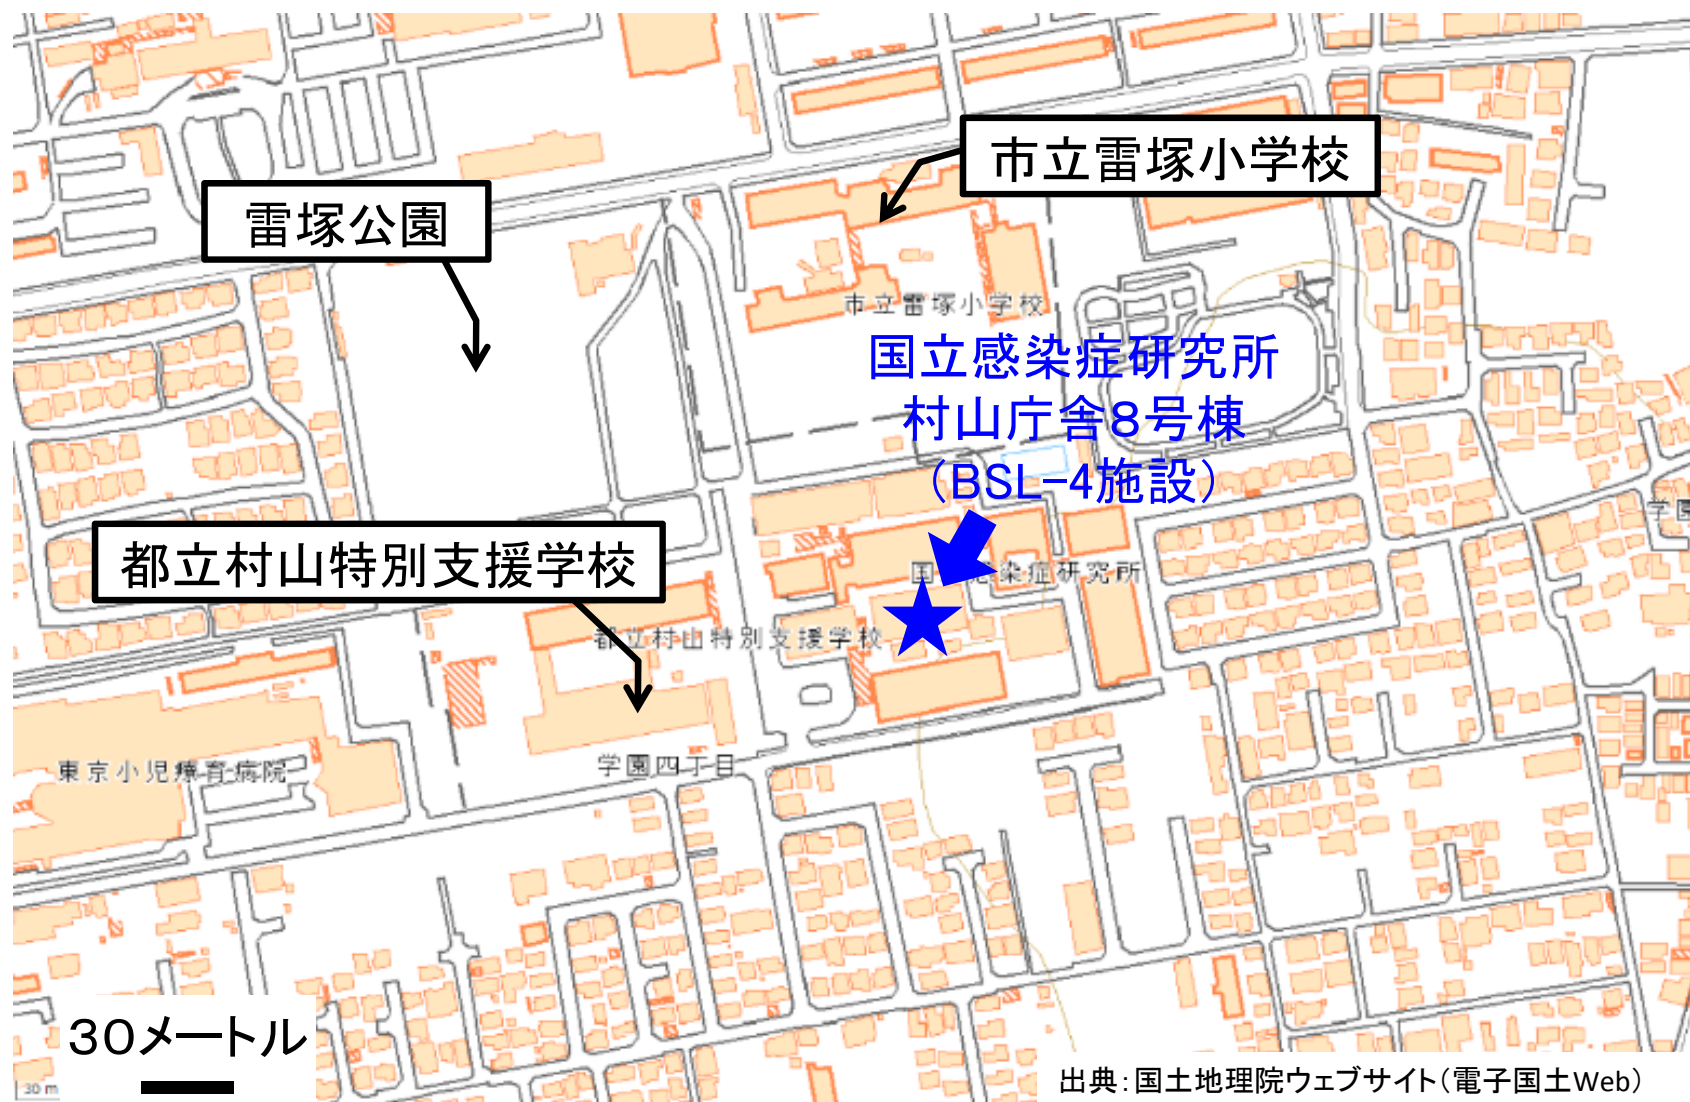 市立雷塚小学校
雷塚公園
市立雷塚小学校
国立感染症研究所
村山庁舎８号棟
（BSL-4施設）
学園
都立村山特別支援学校
国 感染症研究所
都立村山特別支援学校
学園四丁目
東京小児療育病院
30メートル
30 m
出典：国土地理院ウェブサイト（電子国土Web）